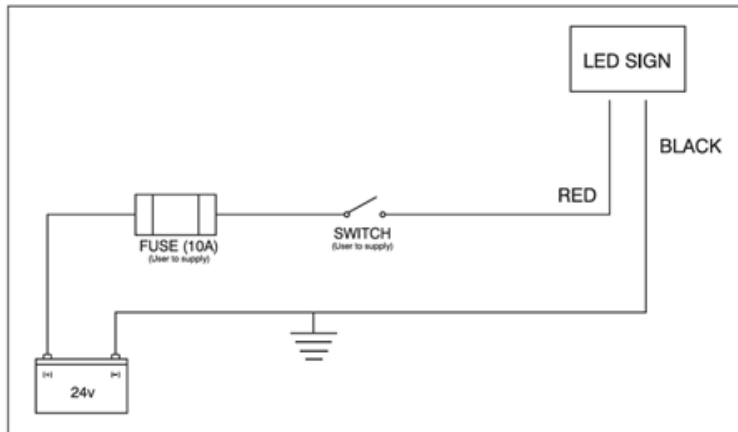 LED SIGN
BLACK
RED
FUSE (10A)
(User to supply)
SWITCH
(User to supply)
24v